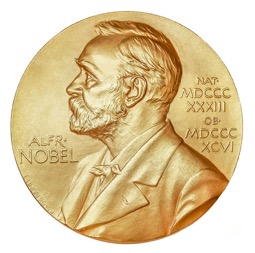 ALFR·
NOBEL
NAT·
MDCCC
XXXIII
OB·
MDCCC
XCVI